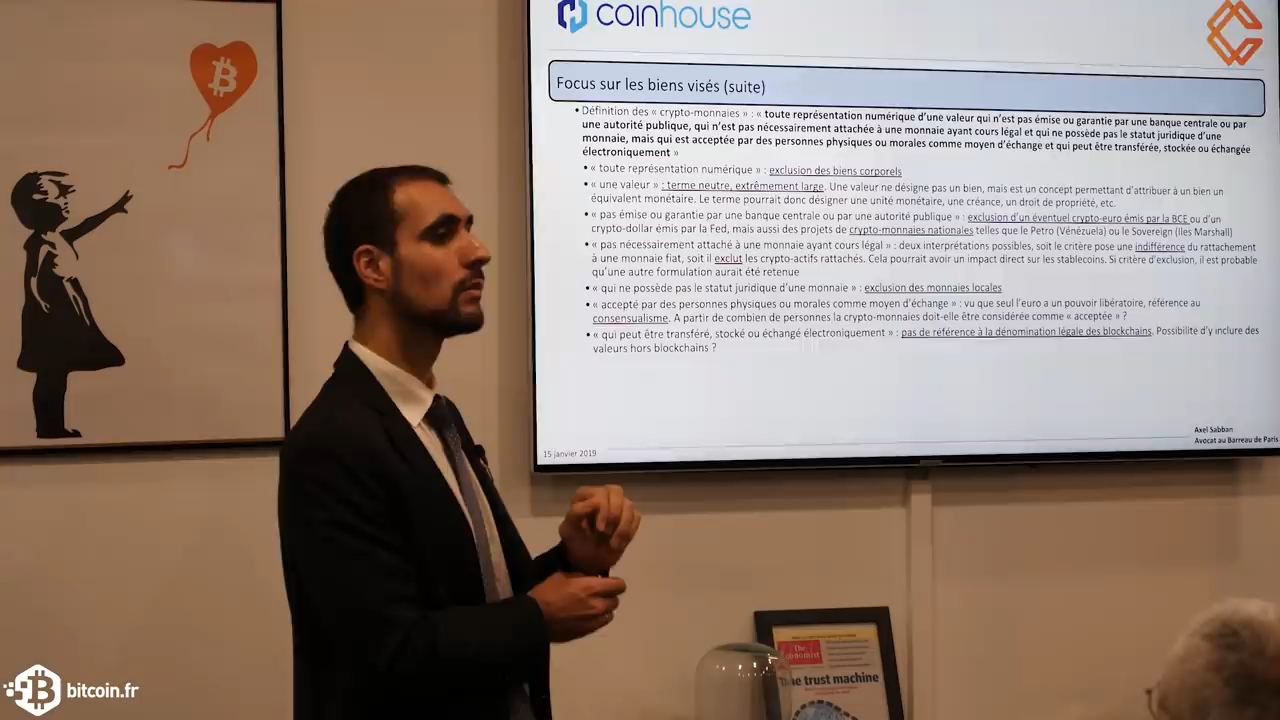 coinhouse
Focus sur les biens visés (suite)
• Définition des « crypto-monnaies » : « toute représentation numérique d'une valeur qui n'est pas émise ou garantie par une banque centrale ou par
une autorité publique, qui n'est pas nécessairement attachée à une monnaie ayant cours légal et qui ne possède pas le statut juridique d'une
monnaie, mais qui est acceptée par des personnes physiques ou morales comme moyen d'échange et qui peut être transférée, stockée ou échangée
électroniquement »
• « toute représentation numérique » : exclusion des biens corporels
• « une valeur » : terme neutre, extrêmement large. Une valeur ne désigne pas un bien, mais est un concept permettant d'attribuer à un bien un
équivalent monétaire. Le terme pourrait donc désigner une unité monétaire, une créance, un droit de propriété, etc.
• « pas émise ou garantie par une banque centrale ou par une autorité publique » : exclusion d'un éventuel crypto-euro émis par la BCE ou d'un
crypto-dollar émis par la Fed, mais aussi des projets de crypto-monnaies nationales telles que le Petro (Vénézuela) ou le Sovereign (Iles Marshall)
• « pas nécessairement attaché à une monnaie ayant cours légal » : deux interprétations possibles, soit le critère pose une indifférence du rattachement
à une monnaie fiat, soit il exclut les crypto-actifs rattachés. Cela pourrait avoir un impact direct sur les stablecoins. Si critère d'exclusion, il est probable
qu'une autre formulation aurait été retenue
• « qui ne possède pas le statut juridique d'une monnaie » : exclusion des monnaies locales
• « accepté par des personnes physiques ou morales comme moyen d'échange » : vu que seul l'euro a un pouvoir libératoire, référence au
consensualisme. A partir de combien de personnes la crypto-monnaies doit-elle être considérée comme « acceptée » ?
• « qui peut être transféré, stocké ou échangé électroniquement » : pas de référence à la dénomination légale des blockchains. Possibilité d'y inclure des
valeurs hors blockchains ?
Axel Sabban
Avocat au Barreau de Paris
15 janvier 2019
The
Economist
The trust machine
bitcoin.fr